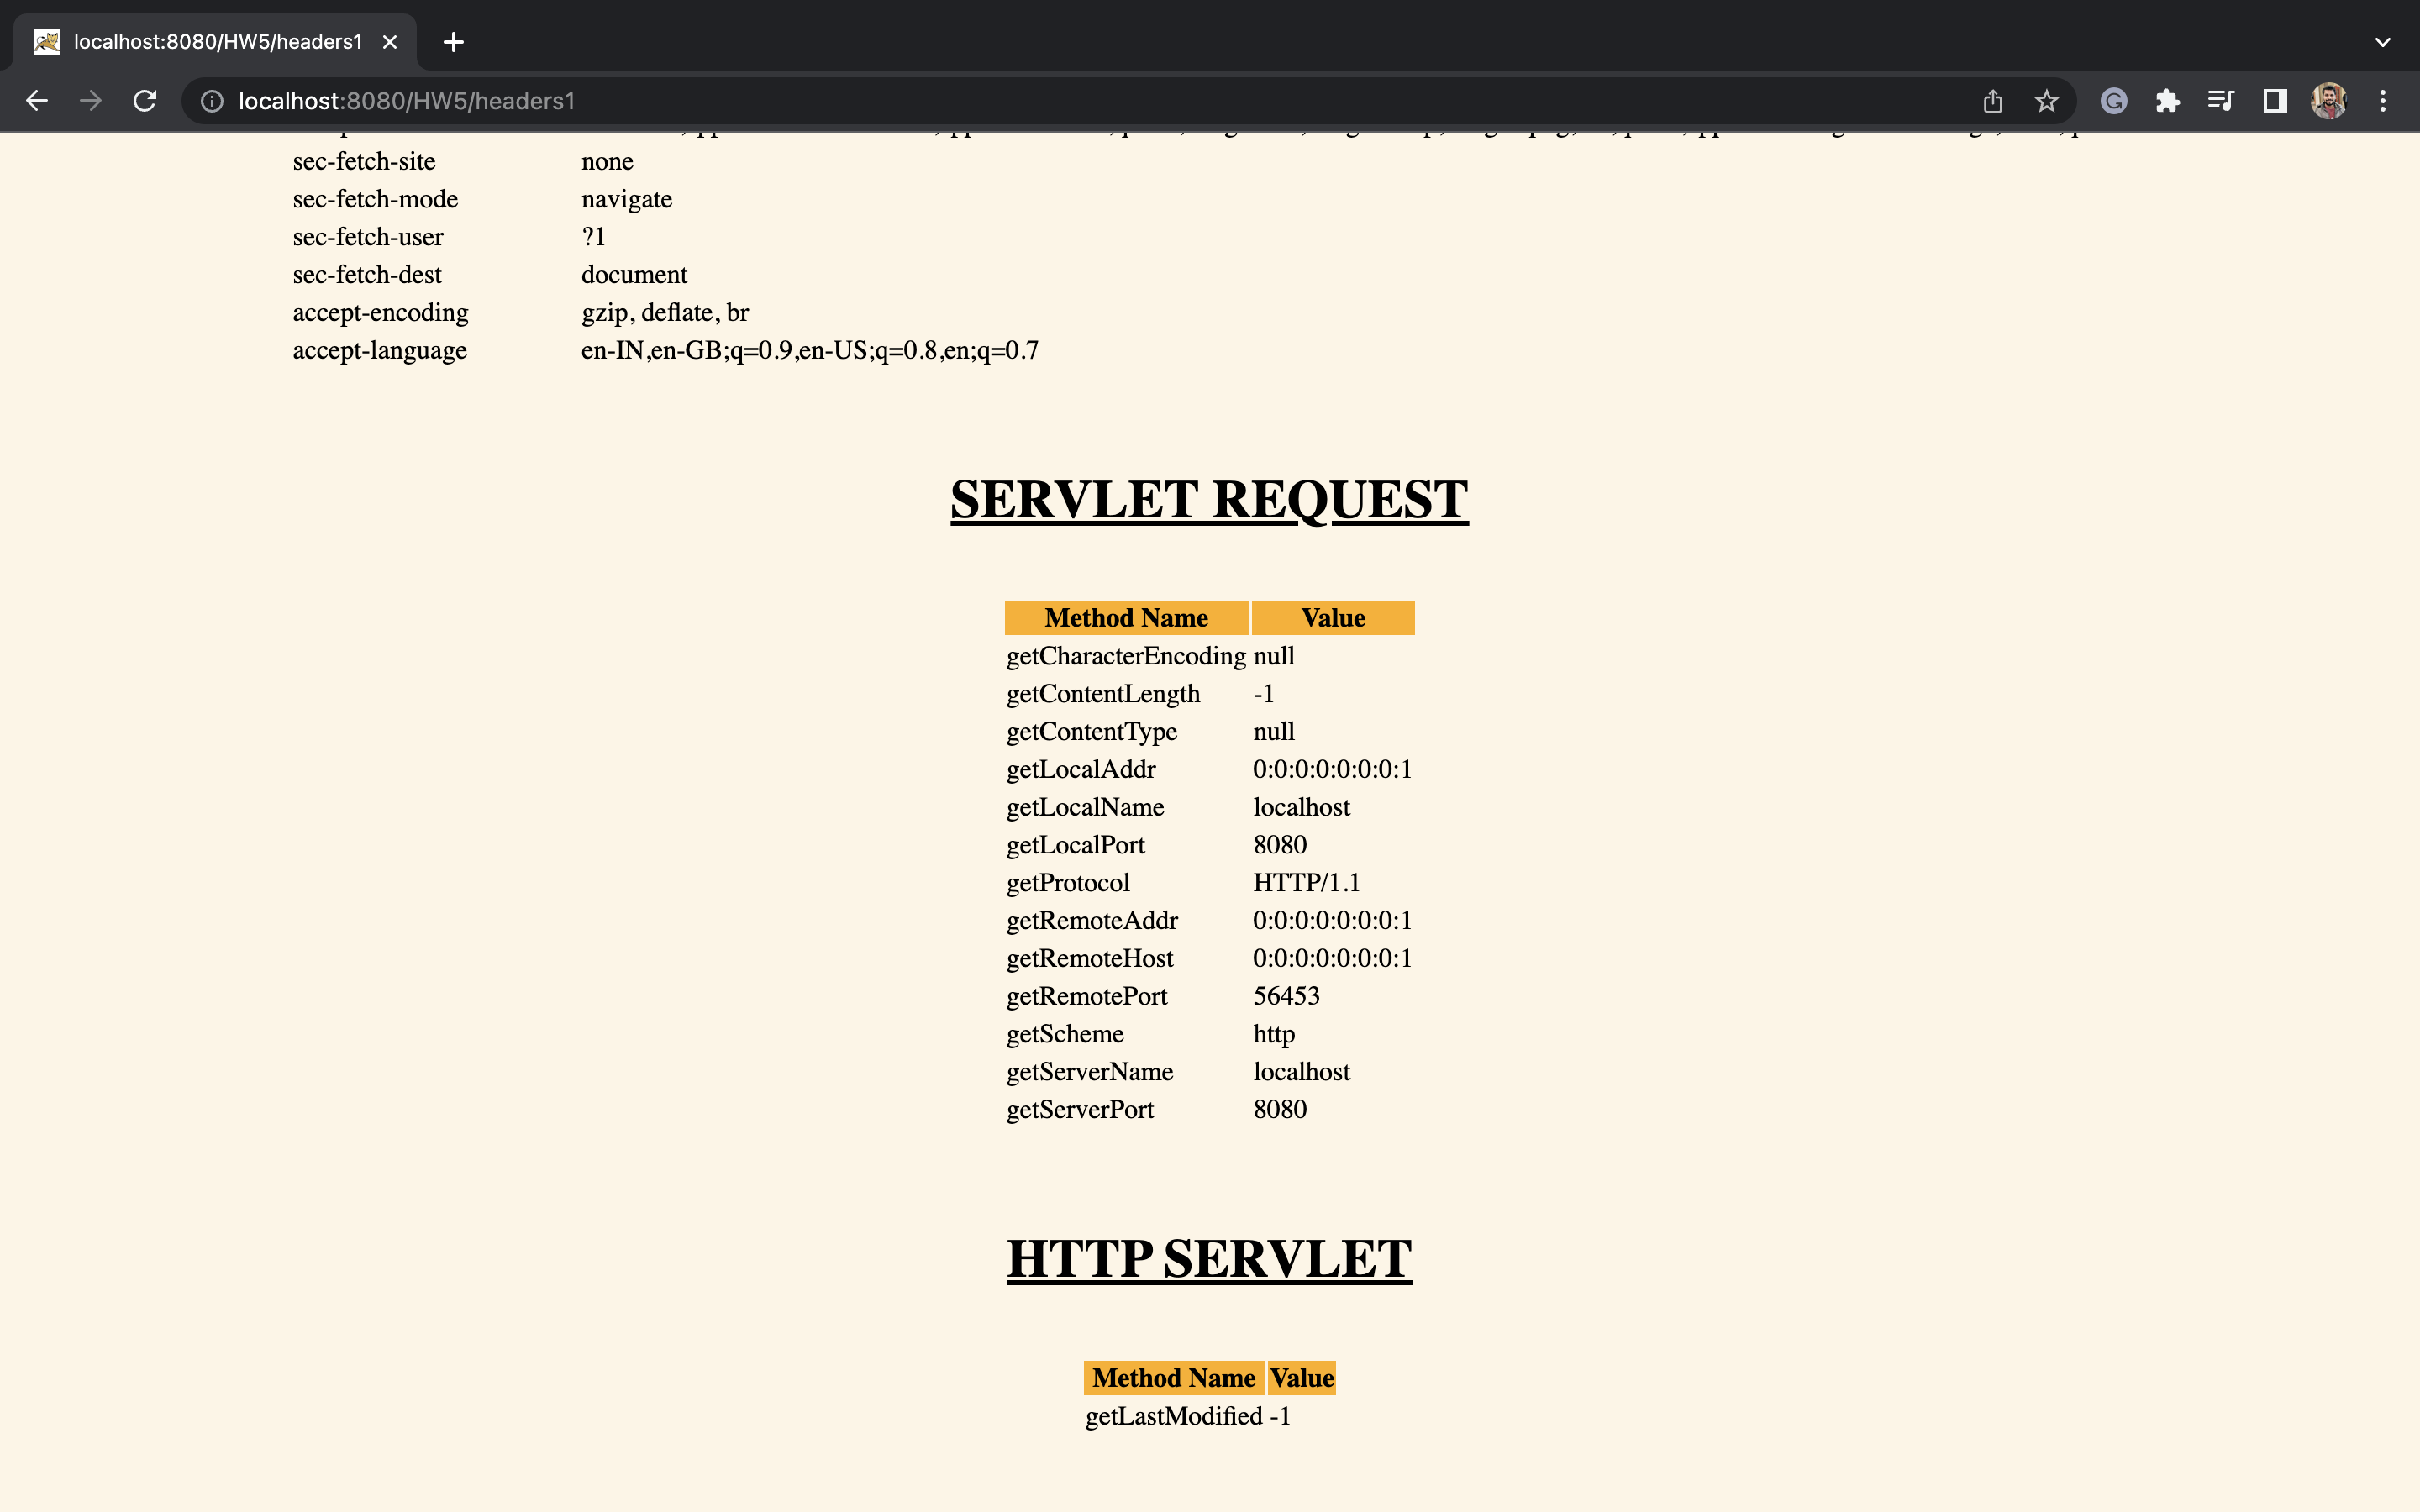 localhost:8080/HW5/headers1
localhost:8080/HW5/headers1
sec-fetch-site none
sec-fetch-mode navigate
sec-fetch-user ?1
sec-fetch-dest document
accept-encoding gzip, deflate, br
accept-language en-IN,en-GB;q=0.9,en-US;q=0.8,en;q=0.7
SERVLET REQUEST
Method Name Value
getCharacterEncoding null
getContentLength -1
getContentType null
getLocalAddr 0:0:0:0:0:0:0:1
getLocalName localhost
getLocalPort 8080
getProtocol HTTP/1.1
getRemoteAddr 0:0:0:0:0:0:0:1
getRemoteHost 0:0:0:0:0:0:0:1
getRemotePort 56453
getScheme http
getServerName localhost
getServerPort 8080
HTTP SERVLET
Method Name Value
getLastModified -1